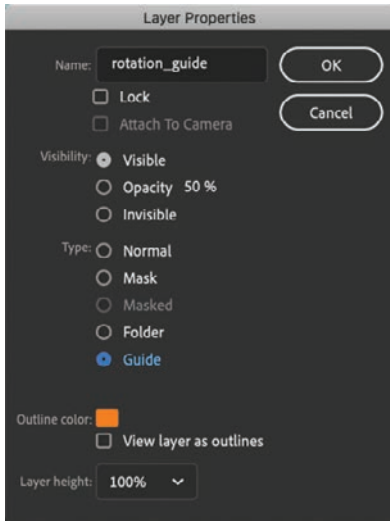 Layer Properties
Name: rotation_guide OK
Lock
Attach To Camera Cancel
Visibility: Visible
Opacity 50 %
Invisible
Type: Normal
Mask
Masked
Folder
Guide
Outline color:
View layer as outlines
Layer height: 100%